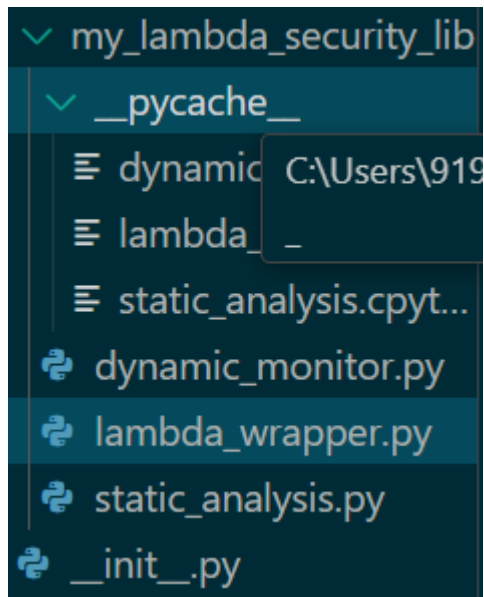 my_lambda_security_lib
__pycache__
dynamic
C:\Users\919
lambda_
_
static_analysis.cpyt...
dynamic_monitor.py
lambda_wrapper.py
static_analysis.py
__init__.py